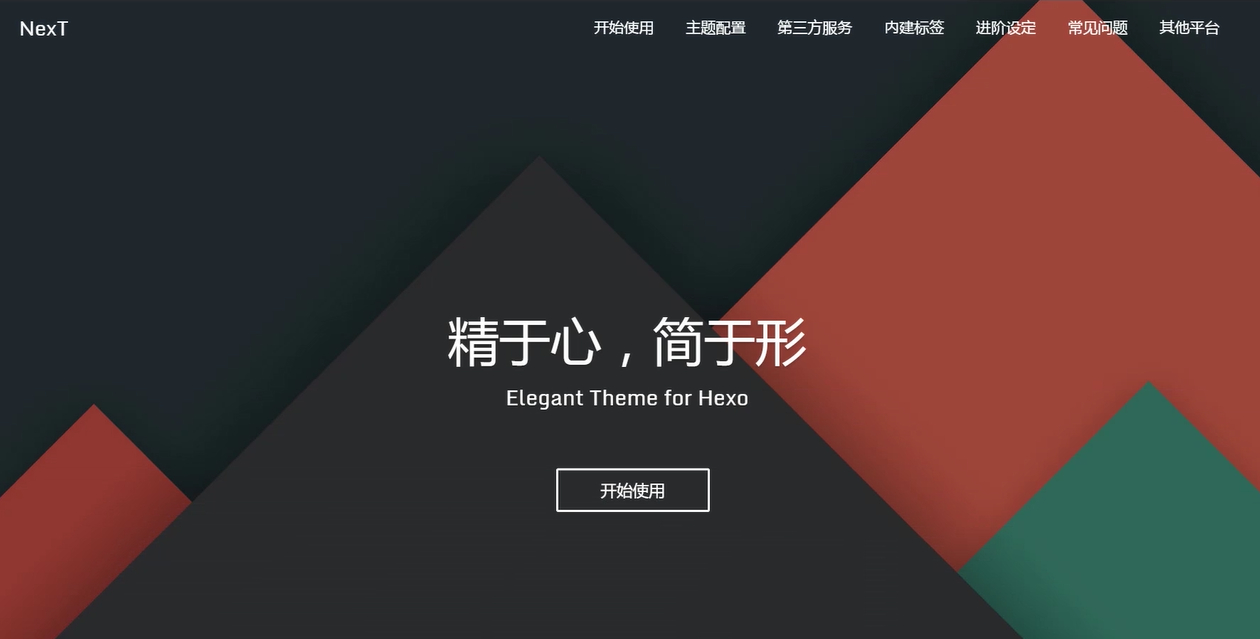 NexT 开始使用 主题配置 第三方服务 内建标签 进阶设定 常见问题 其他平台
精于心，简于形
Elegant Theme for Hexo
开始使用